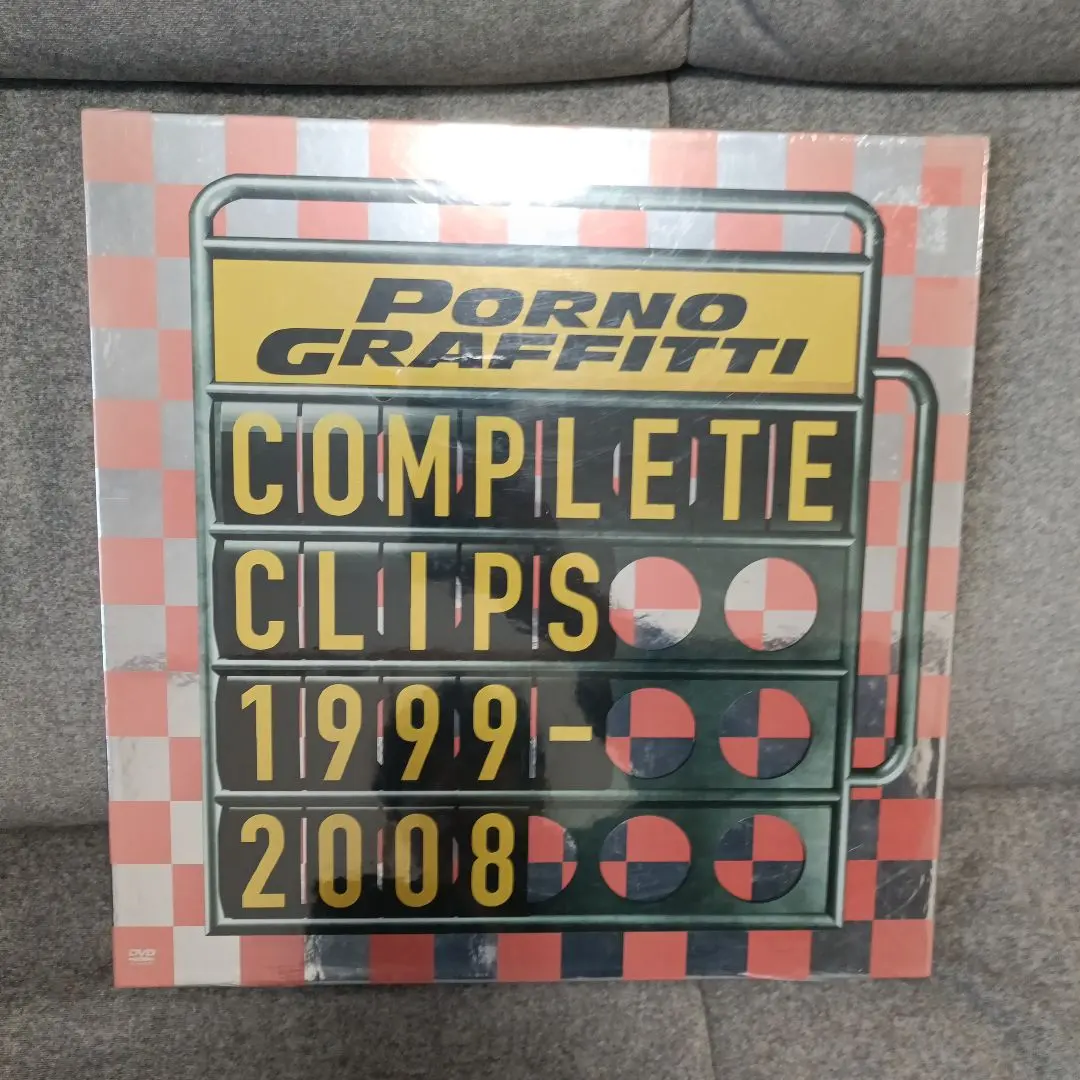 PORNO
GRAFFITTI
COMPLETE
CLIPS
1999-
2008
DVD